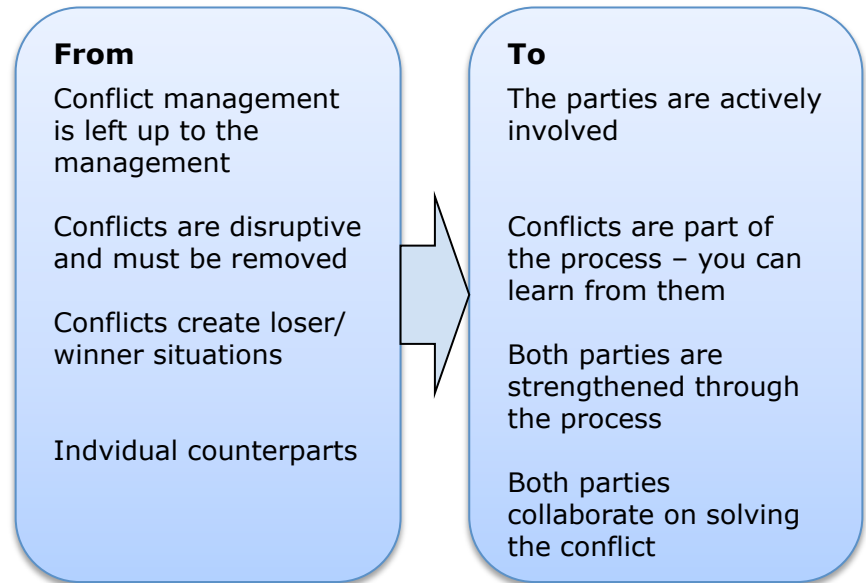 From
Conflict management
is left up to the
management
Conflicts are disruptive
and must be removed
Conflicts create loser/
winner situations
Indvidual counterparts
To
The parties are actively
involved
Conflicts are part of
the process – you can
learn from them
Both parties are
strengthened through
the process
Both parties
collaborate on solving
the conflict